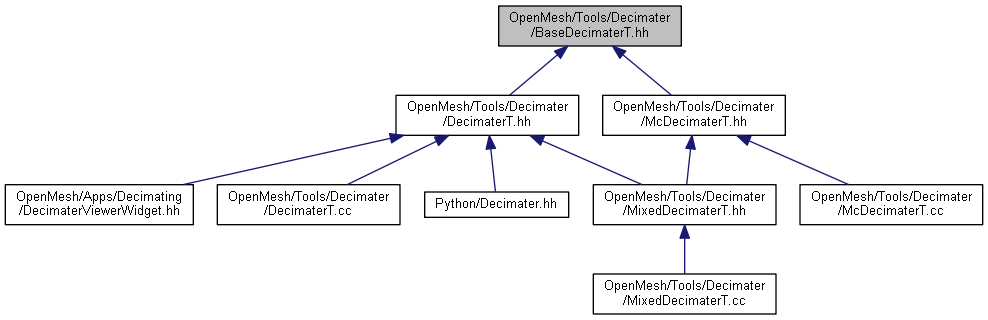 OpenMesh/Tools/Decimater
/BaseDecimaterT.hh
OpenMesh/Tools/Decimater
/DecimaterT.hh
OpenMesh/Tools/Decimater
/McDecimaterT.hh
OpenMesh/Apps/Decimating
/DecimaterViewerWidget.hh
OpenMesh/Tools/Decimater
/DecimaterT.cc
Python/Decimater.hh
OpenMesh/Tools/Decimater
/MixedDecimaterT.hh
OpenMesh/Tools/Decimater
/McDecimaterT.cc
OpenMesh/Tools/Decimater
/MixedDecimaterT.cc